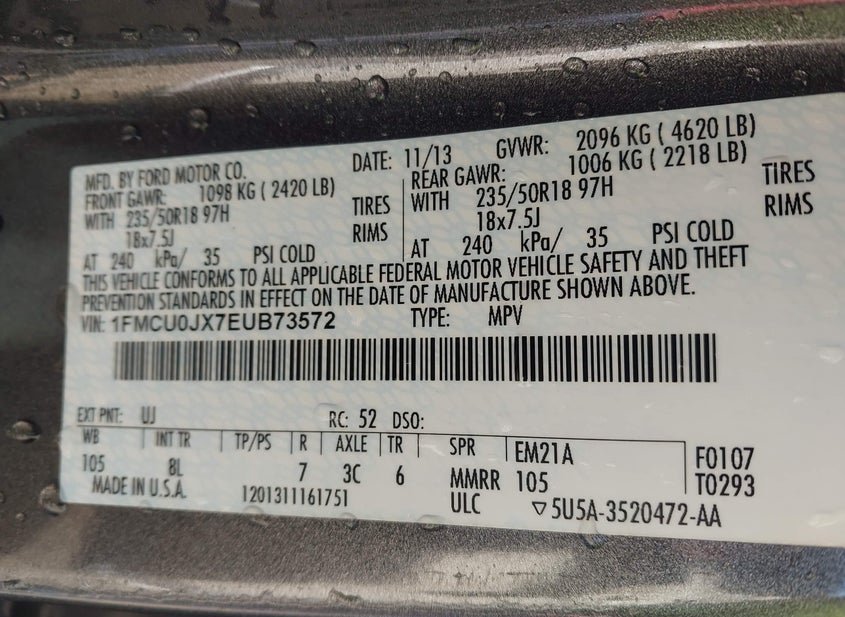 MFD. BY FORD MOTOR CO. DATE: 11/13 GVWR: 2096 KG ( 4620 LB)
FRONT GAWR: 1098 KG ( 2420 LB) REAR GAWR: 1006 KG ( 2218 LB)
WITH 235/50R18 97H TIRES WITH 235/50R18 97H TIRES
18x7.5J RIMS 18x7.5J RIMS
AT 240 kPa/ 35 PSI COLD AT 240 kPa/ 35 PSI COLD
THIS VEHICLE CONFORMS TO ALL APPLICABLE FEDERAL MOTOR VEHICLE SAFETY AND THEFT
PREVENTION STANDARDS IN EFFECT ON THE DATE OF MANUFACTURE SHOWN ABOVE.
VIN: 1FMCU0JX7EUB73572 TYPE: MPV
EXT PNT: UJ RC: 52 DSO:
WB INT TR TP/PS R AXLE TR SPR EM21A F0107
105 8L 7 3C 6 MMRR 105 T0293
MADE IN U.S.A. 1201311161751 ULC ▽5U5A-3520472-AA